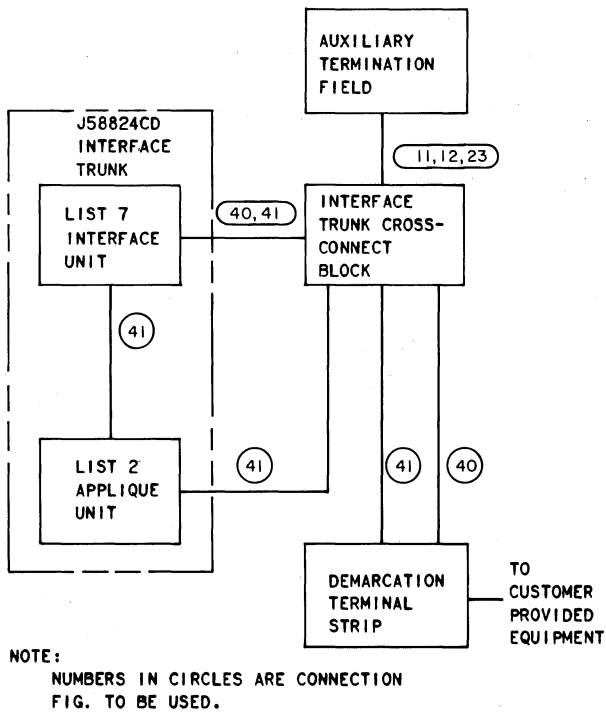 AUXILIARY
TERMINATION
FIELD
J58824CD
INTERFACE
TRUNK
11,12,23
LIST 7
INTERFACE
UNIT
40,41
INTERFACE
TRUNK CROSS-
CONNECT
BLOCK
41
LIST 2
APPLIQUE
UNIT
41
41
40
DEMARCATION
TERMINAL
STRIP
TO
CUSTOMER
PROVIDED
EQUIPMENT
NOTE:
NUMBERS IN CIRCLES ARE CONNECTION
FIG. TO BE USED.